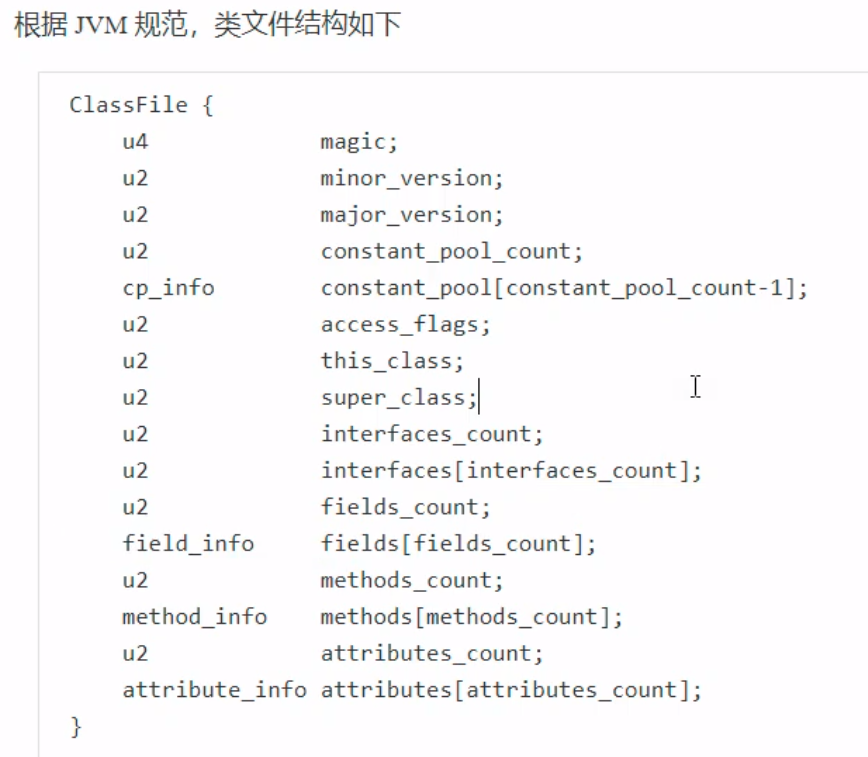 根据 JVM 规范，类文件结构如下
ClassFile {
u4 magic;
u2 minor_version;
u2 major_version;
u2 constant_pool_count;
cp_info constant_pool[constant_pool_count-1];
u2 access_flags;
u2 this_class;
u2 super_class;
u2 interfaces_count;
u2 interfaces[interfaces_count];
u2 fields_count;
field_info fields[fields_count];
u2 methods_count;
method_info methods[methods_count];
u2 attributes_count;
attribute_info attributes[attributes_count];
}